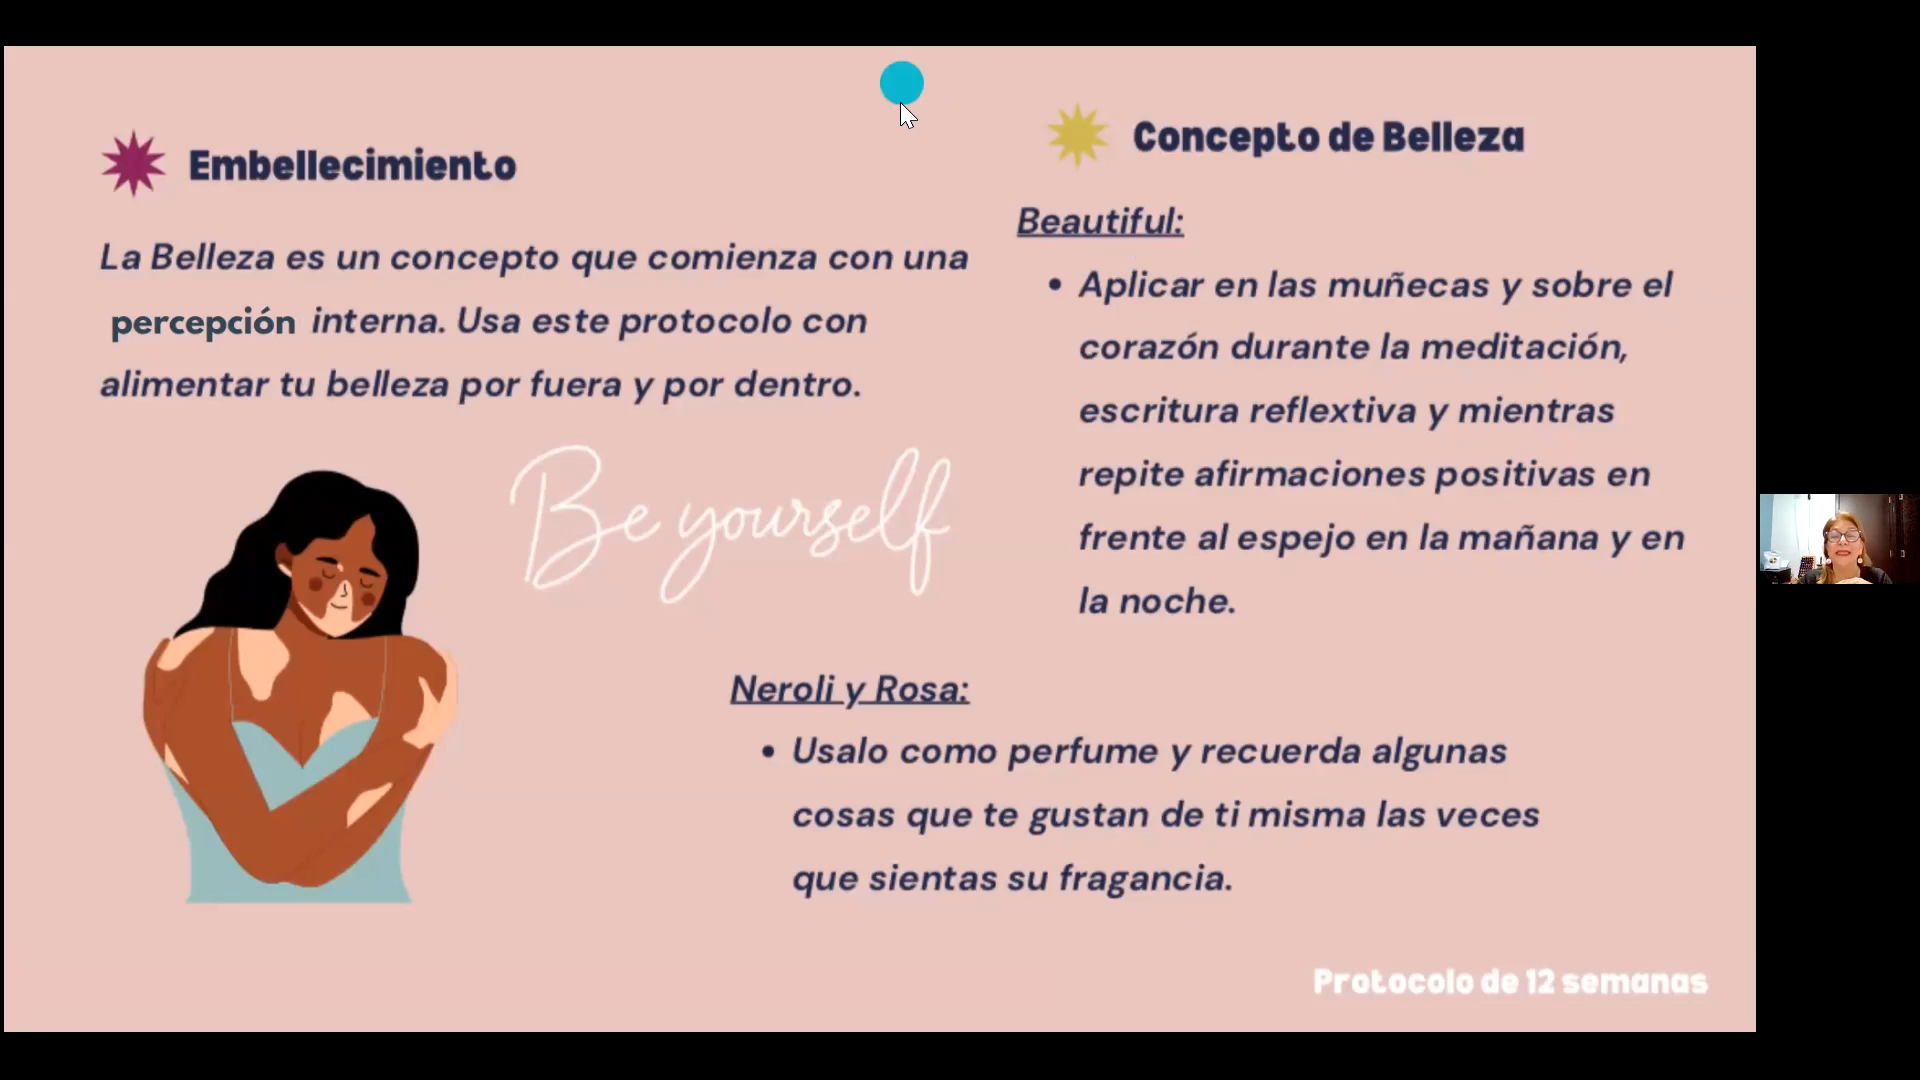 Embellecimiento
La Belleza es un concepto que comienza con una
percepción interna. Usa este protocolo con
alimentar tu belleza por fuera y por dentro.
Be yourself
Concepto de Belleza
Beautiful:
• Aplicar en las muñecas y sobre el
corazón durante la meditación,
escritura reflextiva y mientras
repite afirmaciones positivas en
frente al espejo en la mañana y en
la noche.
Neroli y Rosa:
• Usalo como perfume y recuerda algunas
cosas que te gustan de ti misma las veces
que sientas su fragancia.
Protocolo de 12 semanas